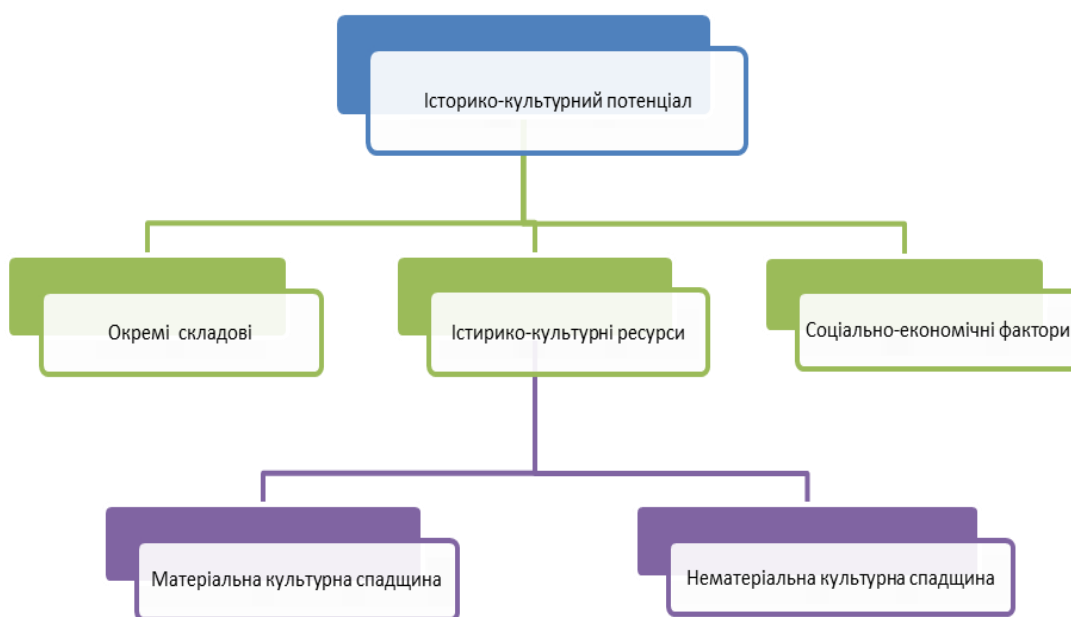 Історико-культурний потенціал
Окремі складові
Істирико-культурні ресурси
Соціально-економічні фактори
Матеріальна культурна спадщина
Нематеріальна культурна спадщина